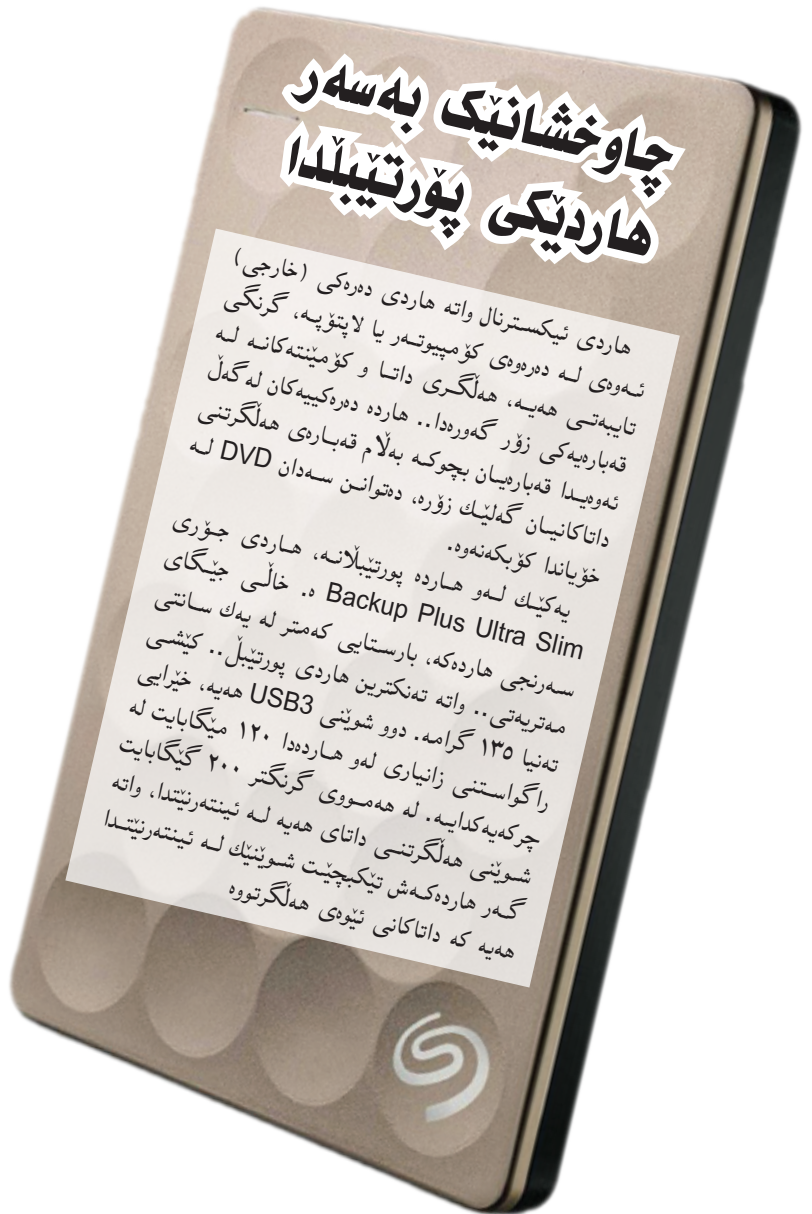 چاوخشانێک بەسەر
هاردێکی پۆرتێبڵدا
هاردی ئیکسترنال واتە هاردی دەرەکی (خارجی)
ئەوەی لە دەرەوەی کۆمپیوتەر یا لاپتۆپە، گرنگی
تایبەتی هەیە، هەڵگری داتا و کۆمێنتەکانە لە
قەبارەیەکی زۆر گەورەدا.. هاردە دەرەکییەکان لەگەڵ
ئەوەیدا قەبارەیان بچوکە بەڵام قەبارەی هەڵگرتنی
داتاکانیان گەلێك زۆرە، دەتوانن سەدان DVD لە
خۆیاندا کۆبکەنەوە.
یەکێك لەو هاردە پورتێبڵانە، هاردی جۆری
Backup Plus Ultra Slim ە. خاڵی جێگای
سەرنجی هاردەکە، بارستایی کەمتر لە یەك سانتی
مەتریەتی.. واتە تەنکترین هاردی پورتێبڵ.. کێشی
تەنیا ١٣٥ گرامە. دوو شوێنی USB3 هەیە، خێرایی
راگواستنی زانیاری لەو هاردەدا ١٢٠ مێگابایت لە
چرکەیەکدایە. لە هەمووی گرنگتر ٢٠٠ گێگابایت
شوێنی هەڵگرتنی داتای هەیە لە ئینتەرنێتدا، واتە
گەر هاردەکەش تێکبچێت شوێنێك لە ئینتەرنێتدا
هەیە کە داتاکانی ئێوەی هەڵگرتووە